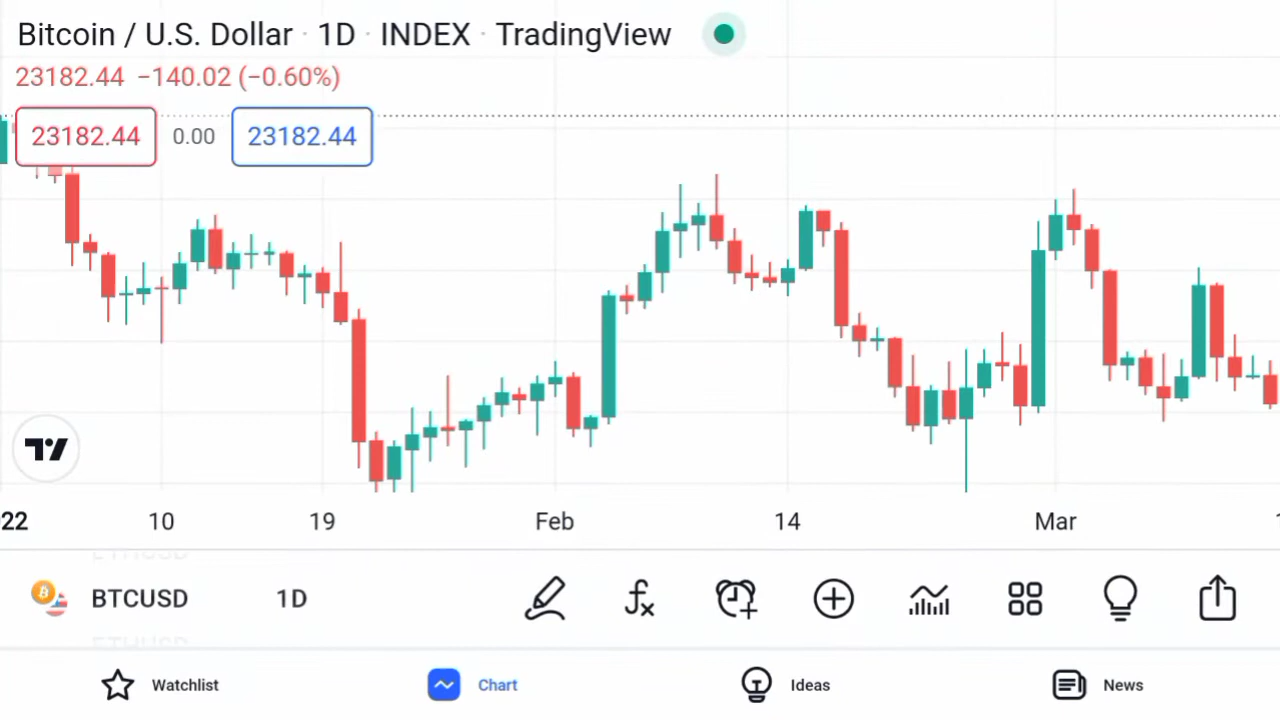 Bitcoin / U.S. Dollar · 1D · INDEX · TradingView
23182.44 −140.02 (−0.60%)
23182.44 0.00 23182.44
22 10 19 Feb 14 Mar
BTCUSD 1D
Watchlist Chart Ideas News